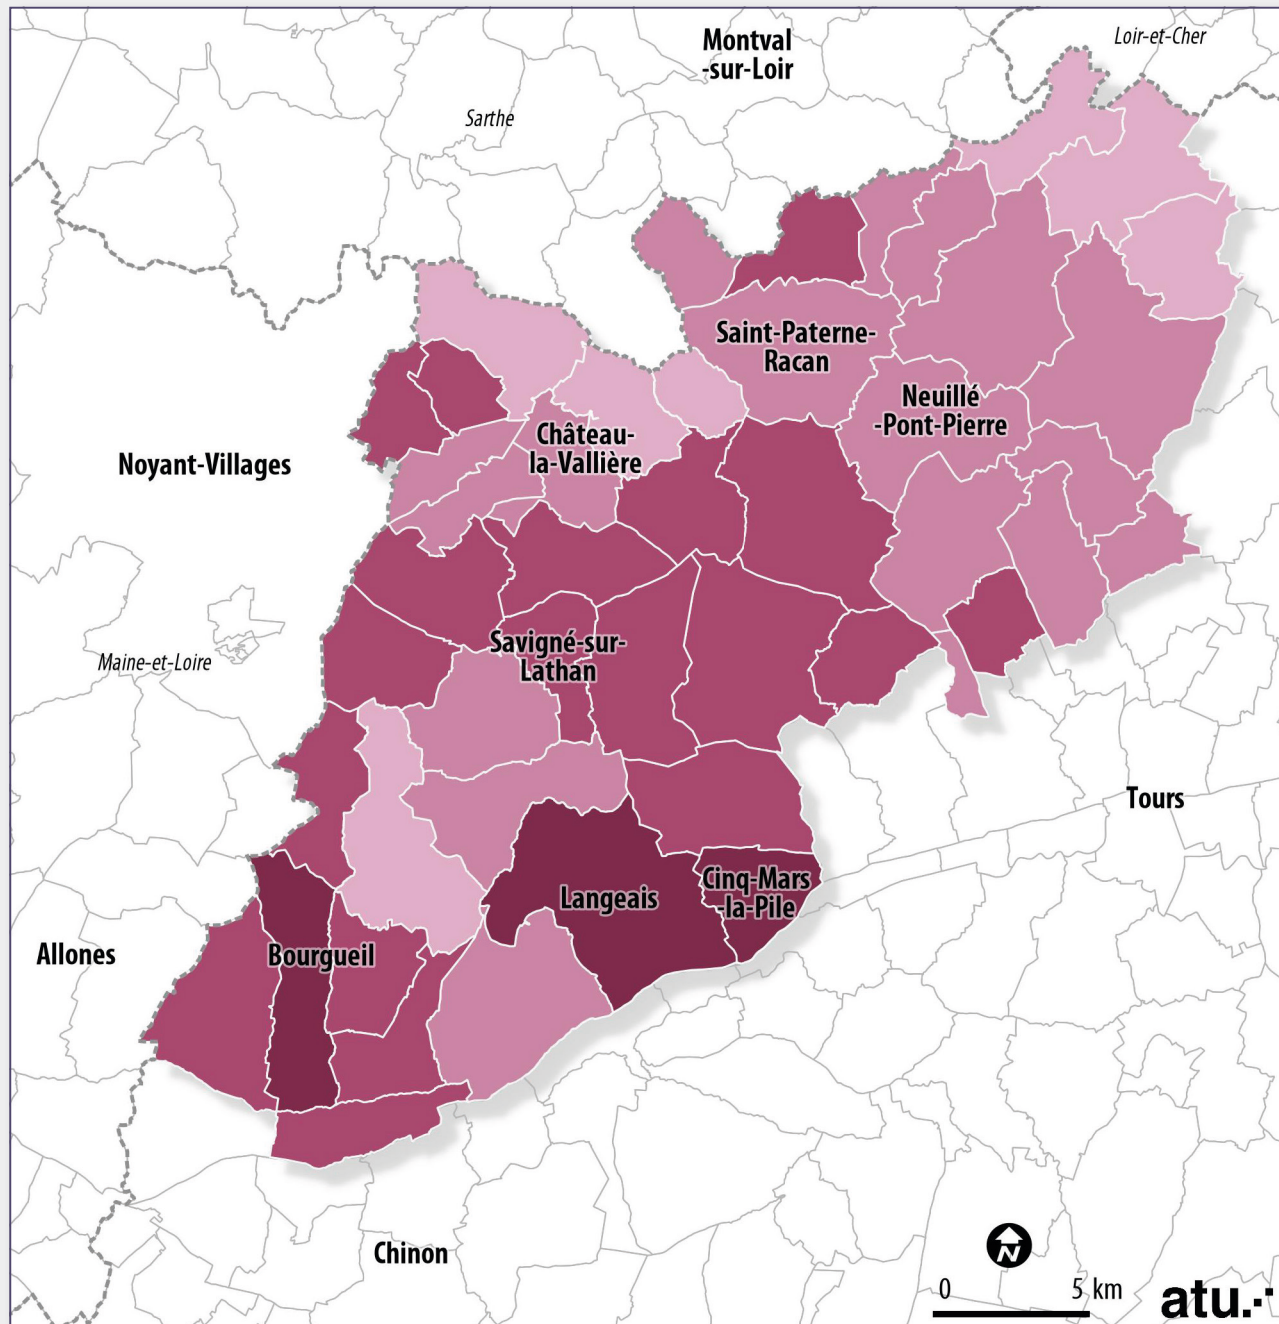 Montval
-sur-Loir
Loir-et-Cher
Sarthe
Saint-Paterne-
Racan
Neuillé
-Pont-Pierre
Château-
la-Vallière
Noyant-Villages
Savigné-sur-
Lathan
Maine-et-Loire
Tours
Cinq-Mars
-la-Pile
Langeais
Allones
Bourgueil
Chinon
N
0 5 km
atu.